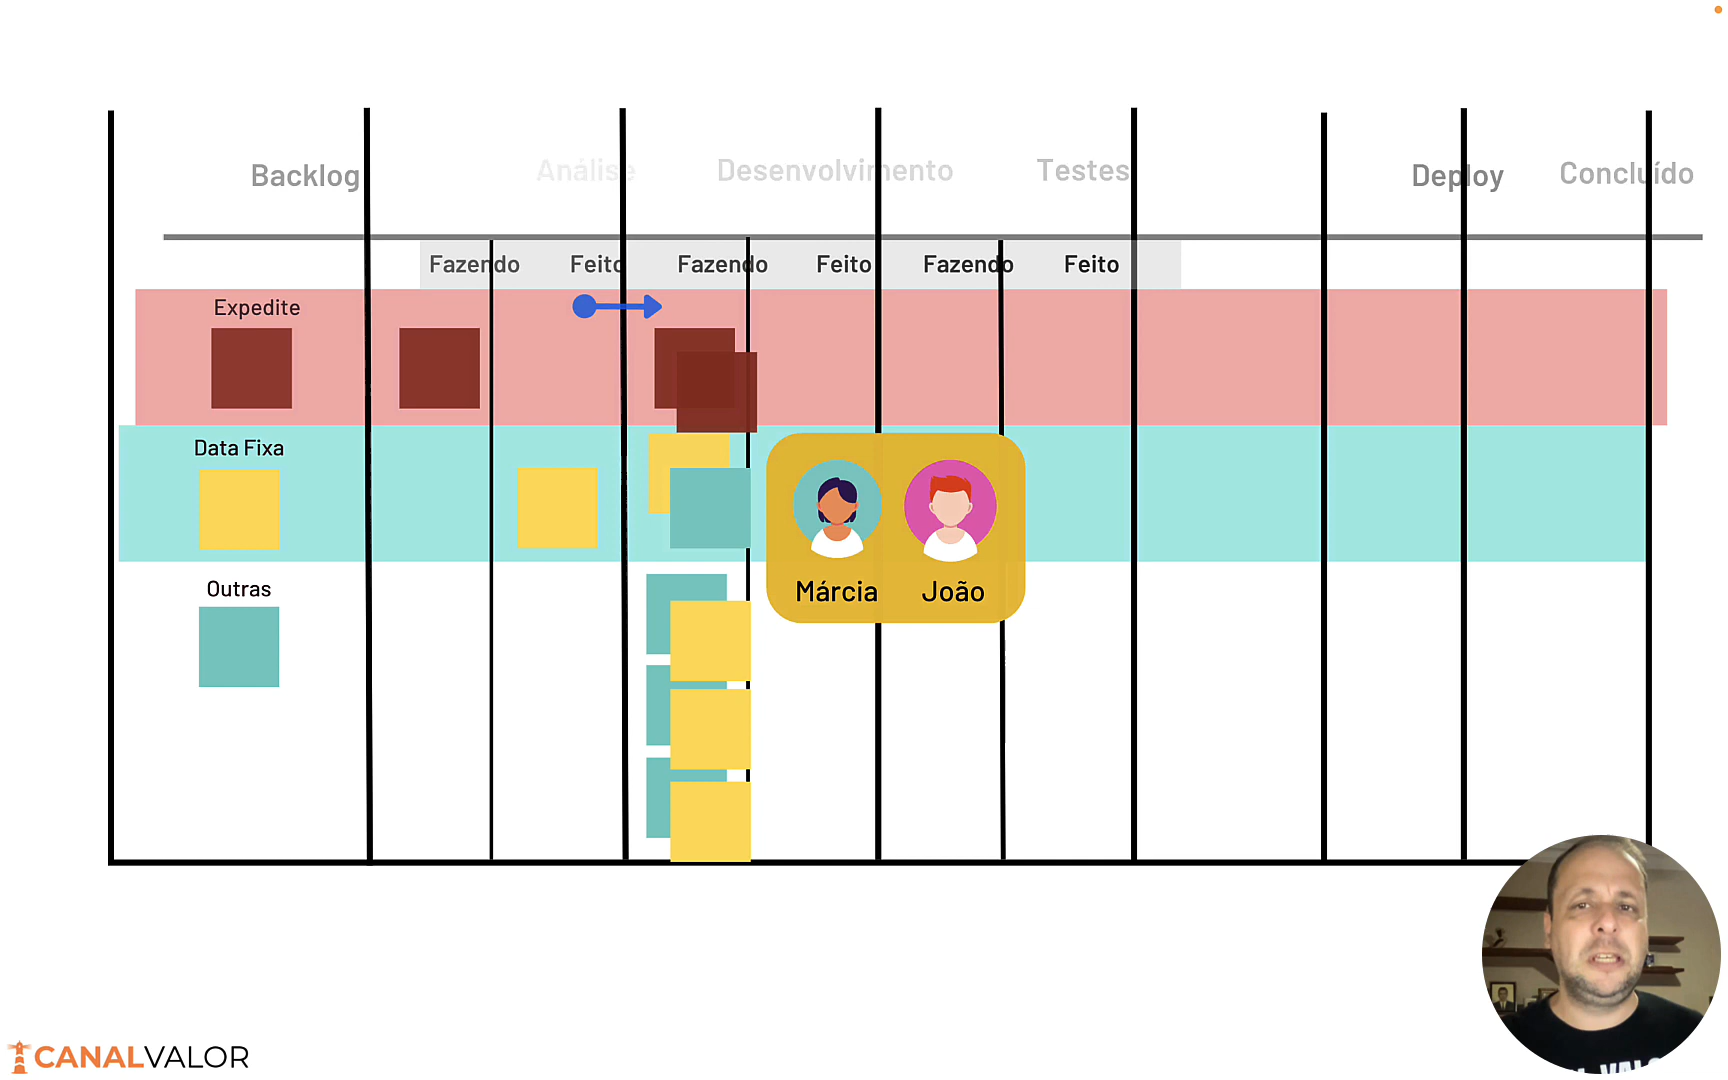 Backlog
Análise
Desenvolvimento
Testes
Deploy
Concluído
Fazendo
Feito
Fazendo
Feito
Fazendo
Feito
Expedite
Data Fixa
Outras
Márcia
João
CANALVALOR